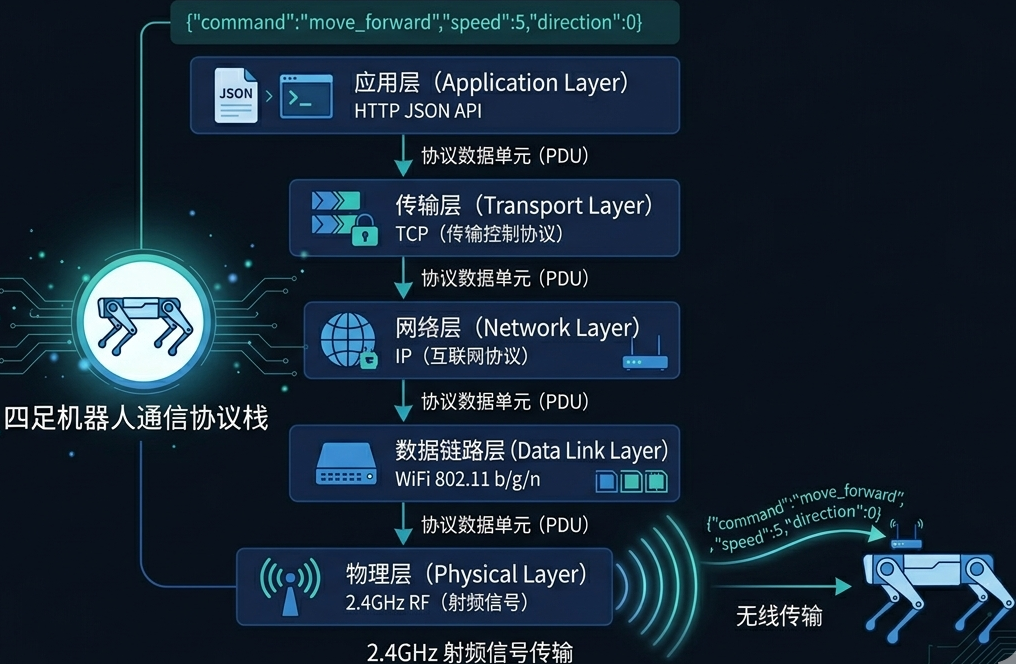 {"command":"move_forward","speed":5,"direction":0}
JSON
应用层（Application Layer）
HTTP JSON API
协议数据单元（PDU）
传输层（Transport Layer）
TCP（传输控制协议）
协议数据单元（PDU）
网络层（Network Layer）
IP（互联网协议）
协议数据单元（PDU）
四足机器人通信协议栈
数据链路层（Data Link Layer）
WiFi 802.11 b/g/n
协议数据单元（PDU）
物理层（Physical Layer）
2.4GHz RF（射频信号）
2.4GHz 射频信号传输
{"command":"move_forward",
,"speed":5,"direction":0}
无线传输